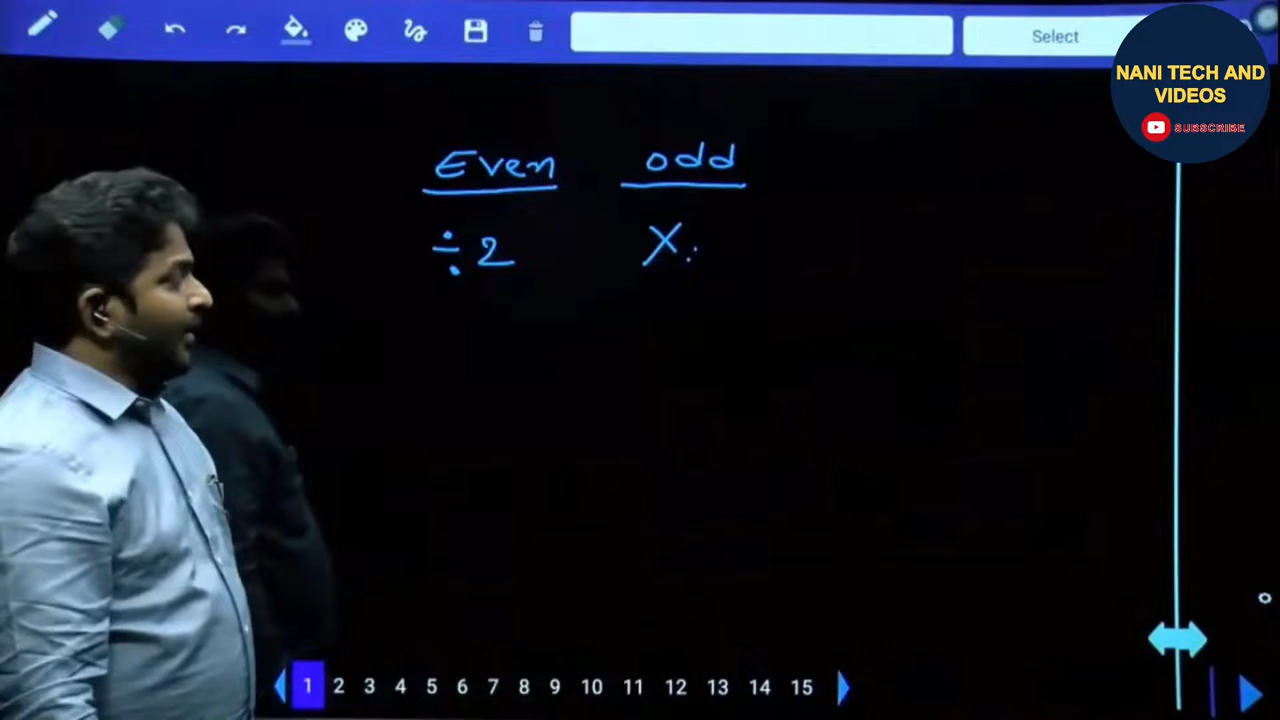 Select
NANI TECH AND
VIDEOS
SUBSCRIBE
Even odd
÷2 X
1 2 3 4 5 6 7 8 9 10 11 12 13 14 15